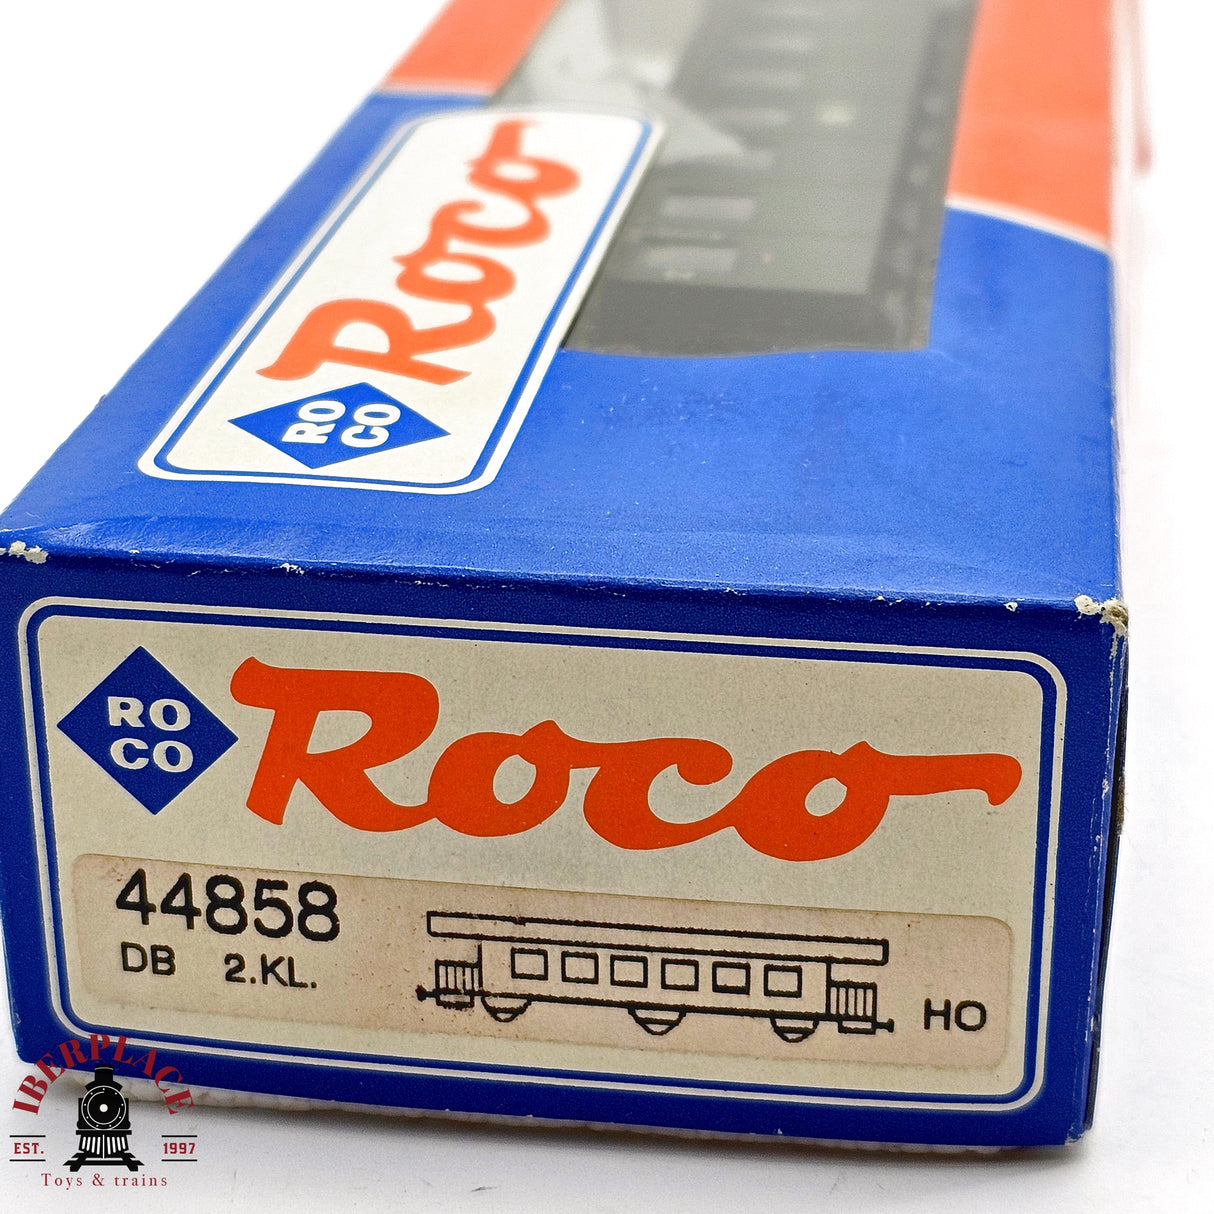 Roco
RO
CO
RO
CO
Roco
44858
DB 2.KL.
HO
IBERPLACE
EST. 1997
Toys & trains